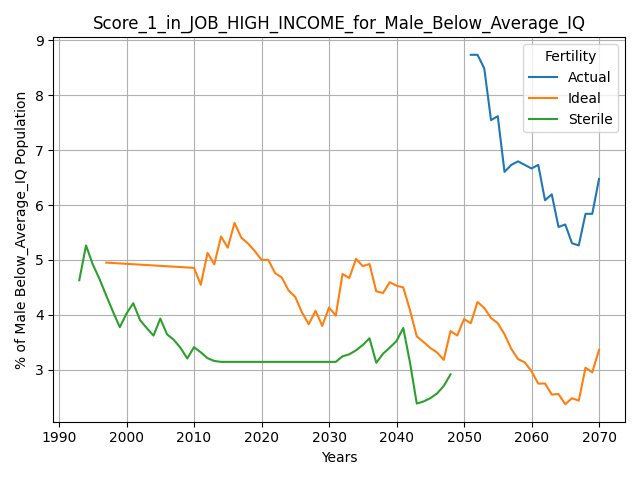 Score_1_in_JOB_HIGH_INCOME_for_Male_Below_Average_IQ
% of Male Below_Average_IQ Population
9
8
7
6
5
4
3
Fertility
Actual
Ideal
Sterile
1990 2000 2010 2020 2030 2040 2050 2060 2070
Years